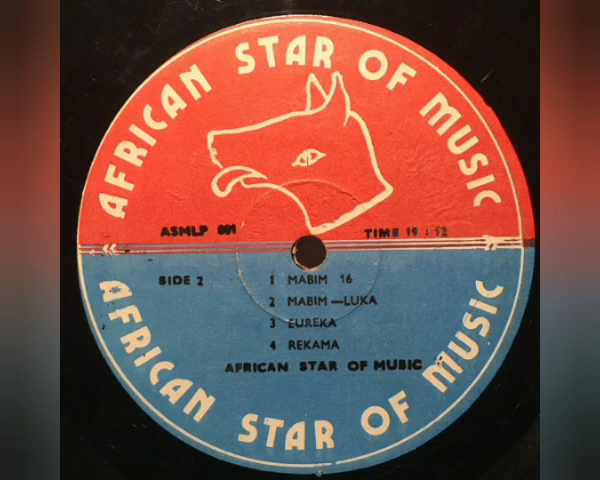 AFRICAN STAR OF MUSIC
ASMLP 001
TIME 19 : 12
SIDE 2
1 MABIM 16
2 MABIM —LUKA
3 EUREKA
4 REKAMA
AFRICAN STAR OF MUSIC
AFRICAN STAR OF MUSIC